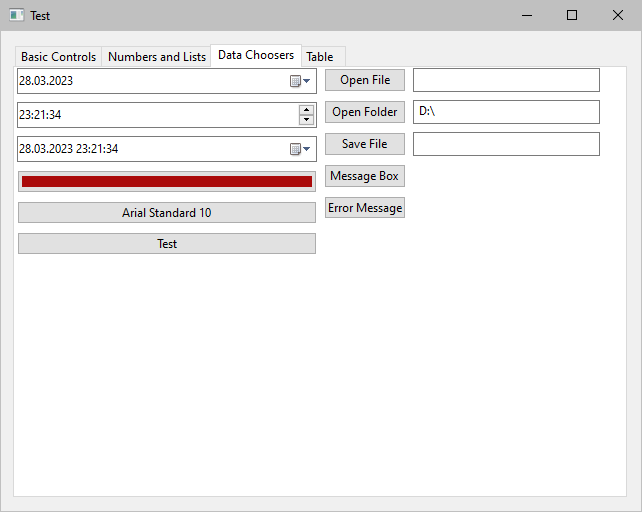 Test
Basic Controls Numbers and Lists Data Choosers Table
28.03.2023
23:21:34
28.03.2023 23:21:34
Arial Standard 10
Test
Open File
Open Folder D:\
Save File
Message Box
Error Message